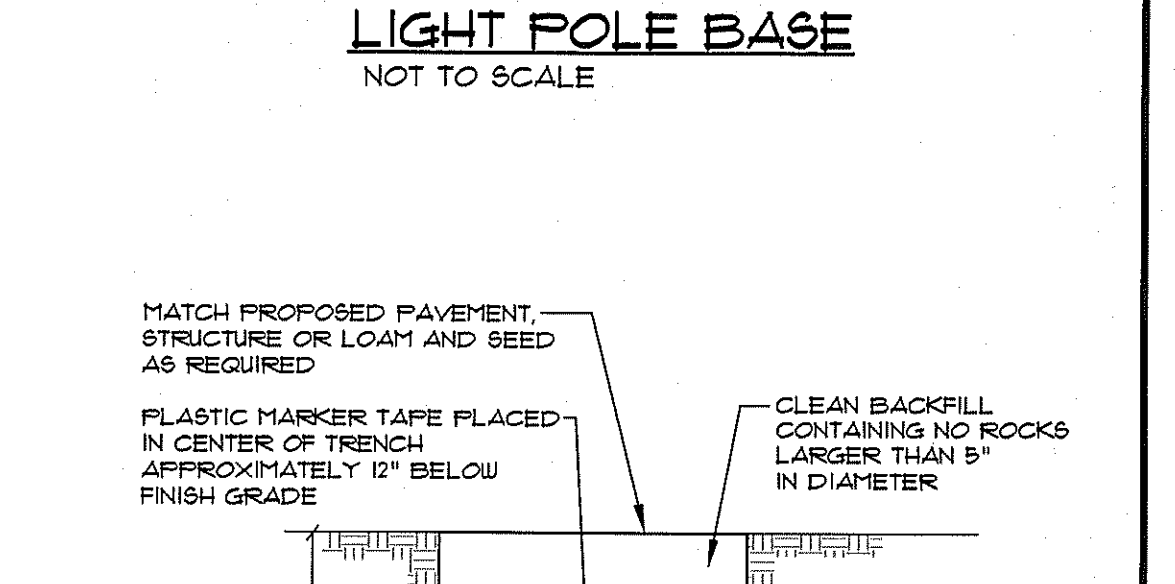 LIGHT POLE BASE
NOT TO SCALE
MATCH PROPOSED PAVEMENT,
STRUCTURE OR LOAM AND SEED
AS REQUIRED
PLASTIC MARKER TAPE PLACED
IN CENTER OF TRENCH
APPROXIMATELY 12" BELOW
FINISH GRADE
CLEAN BACKFILL
CONTAINING NO ROCKS
LARGER THAN 5"
IN DIAMETER